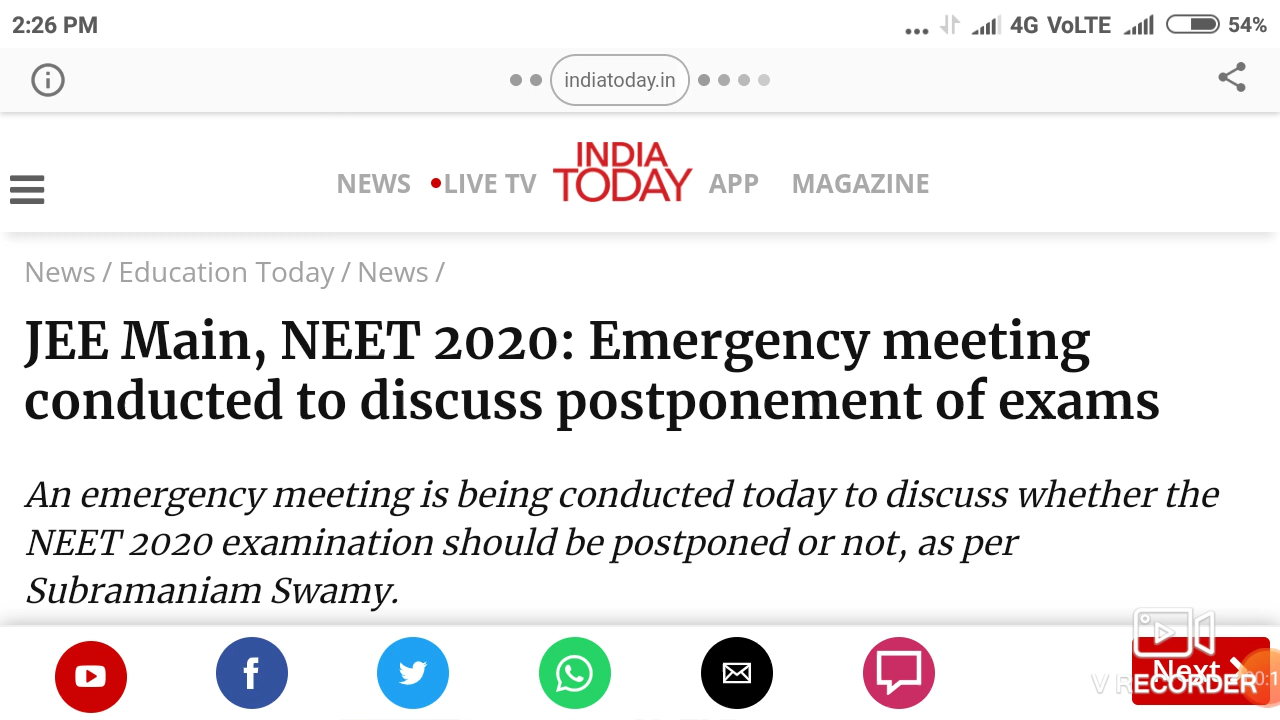 2:26 PM
... 4G VoLTE 54%
indiatoday.in
NEWS LIVE TV INDIA TODAY APP MAGAZINE
News / Education Today / News /
JEE Main, NEET 2020: Emergency meeting
conducted to discuss postponement of exams
An emergency meeting is being conducted today to discuss whether the
NEET 2020 examination should be postponed or not, as per
Subramaniam Swamy.
Next
V RECORDER